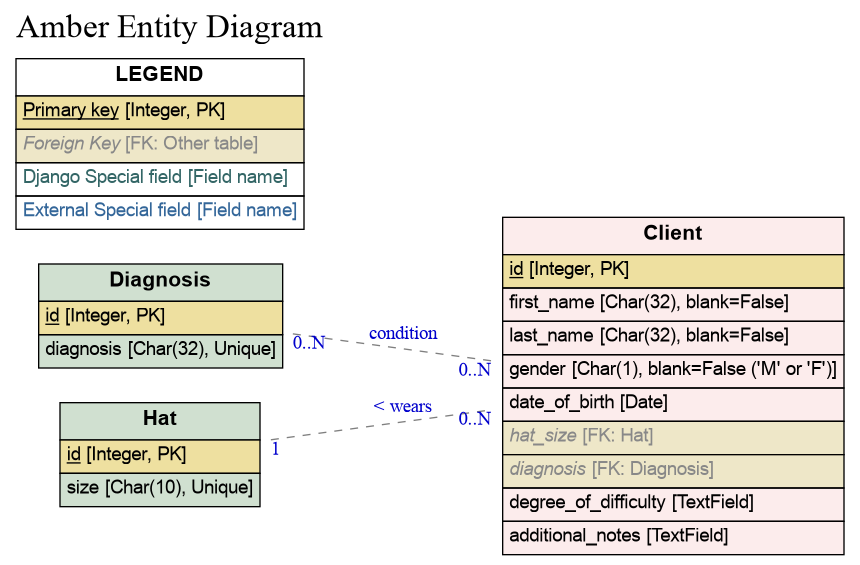 Amber Entity Diagram
LEGEND
Primary key [Integer, PK]
Foreign Key [FK: Other table]
Django Special field [Field name]
External Special field [Field name]
Diagnosis
id [Integer, PK]
diagnosis [Char(32), Unique]
Hat
id [Integer, PK]
size [Char(10), Unique]
condition
0..N
0..N
< wears
1
0..N
Client
id [Integer, PK]
first_name [Char(32), blank=False]
last_name [Char(32), blank=False]
gender [Char(1), blank=False ('M' or 'F')]
date_of_birth [Date]
hat_size [FK: Hat]
diagnosis [FK: Diagnosis]
degree_of_difficulty [TextField]
additional_notes [TextField]